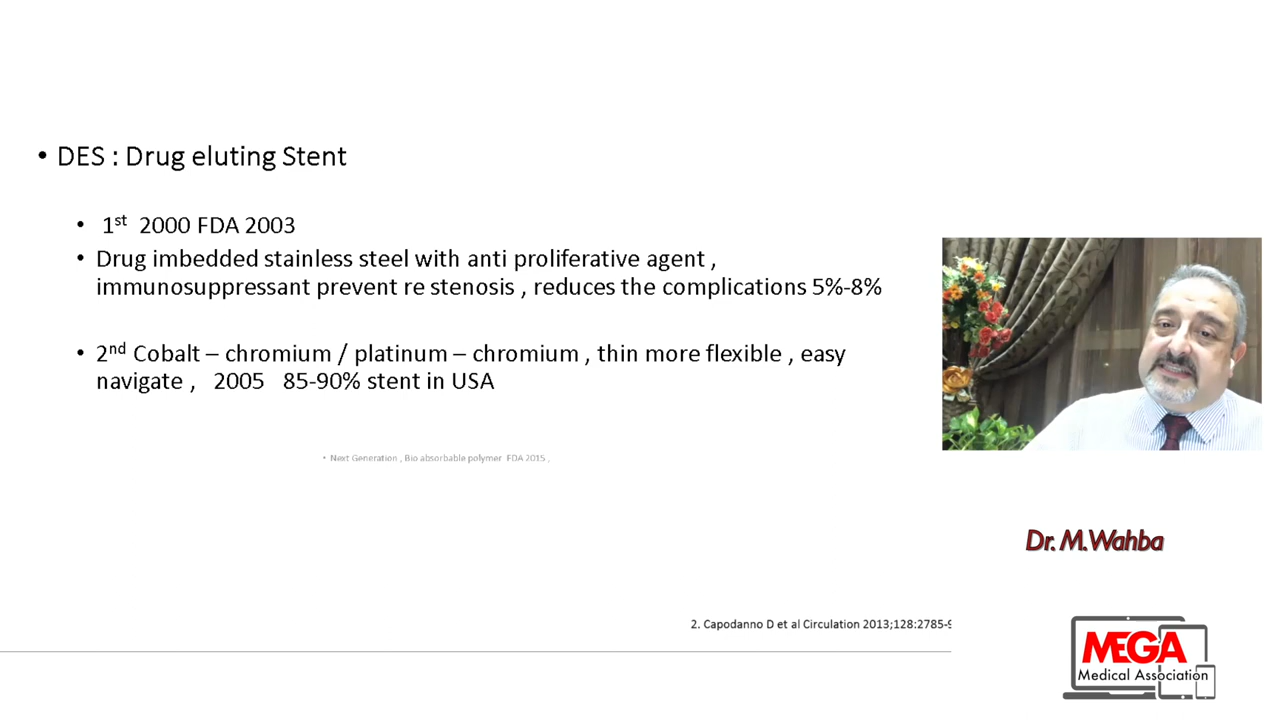 • DES : Drug eluting Stent
• 1st 2000 FDA 2003
• Drug imbedded stainless steel with anti proliferative agent ,
immunosuppressant prevent re stenosis , reduces the complications 5%-8%
• 2nd Cobalt – chromium / platinum – chromium , thin more flexible , easy
navigate , 2005 85-90% stent in USA
• Next Generation , Bio absorbable polymer FDA 2015 ,
Dr. M.Wahba
2. Capodanno D et al Circulation 2013;128:2785-9
MEGA
Medical Association